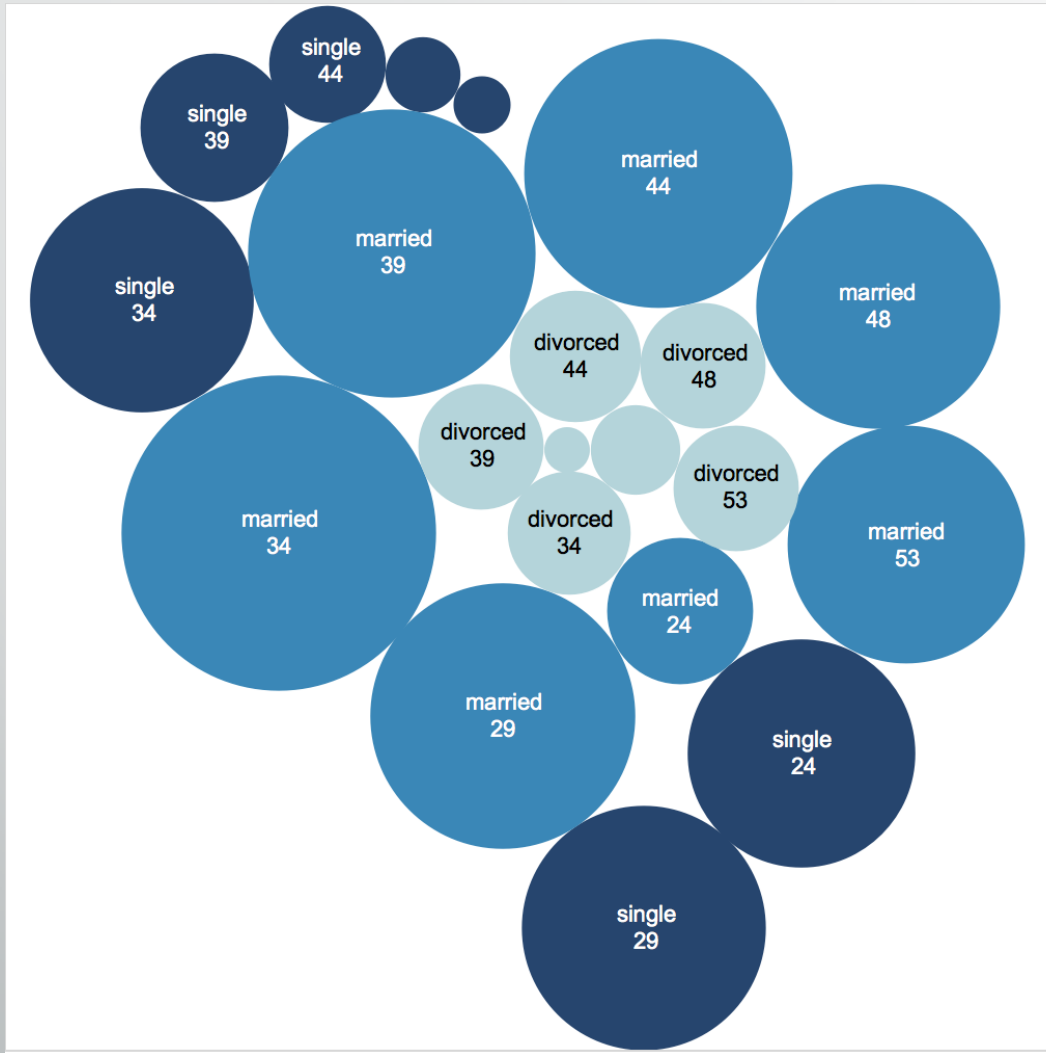 single
44
single
39
married
44
married
39
single
34
married
48
divorced
44
divorced
48
divorced
39
divorced
53
married
34
divorced
34
married
53
married
24
married
29
single
24
single
29